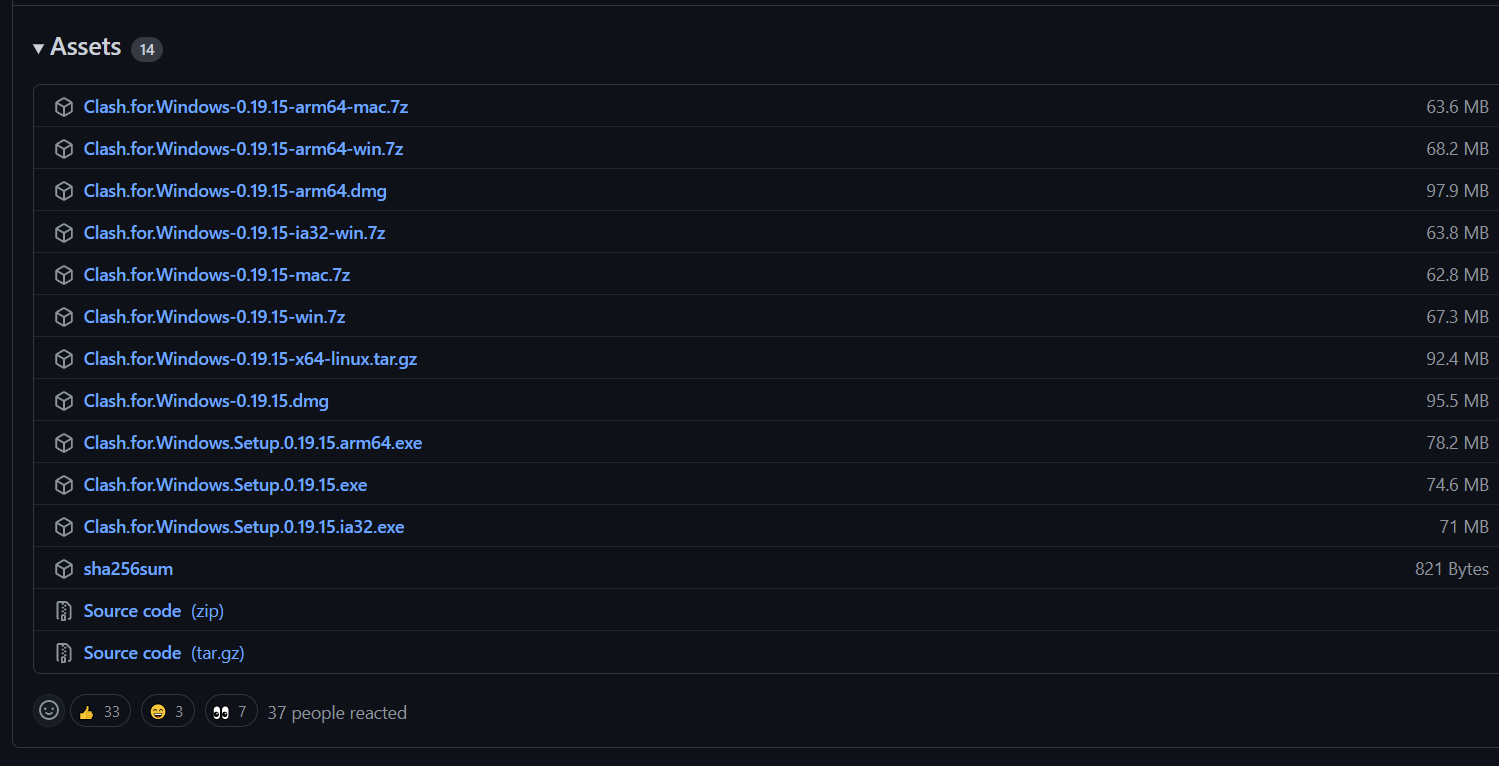 Assets 14
Clash.for.Windows-0.19.15-arm64-mac.7z 63.6 MB
Clash.for.Windows-0.19.15-arm64-win.7z 68.2 MB
Clash.for.Windows-0.19.15-arm64.dmg 97.9 MB
Clash.for.Windows-0.19.15-ia32-win.7z 63.8 MB
Clash.for.Windows-0.19.15-mac.7z 62.8 MB
Clash.for.Windows-0.19.15-win.7z 67.3 MB
Clash.for.Windows-0.19.15-x64-linux.tar.gz 92.4 MB
Clash.for.Windows-0.19.15.dmg 95.5 MB
Clash.for.Windows.Setup.0.19.15.arm64.exe 78.2 MB
Clash.for.Windows.Setup.0.19.15.exe 74.6 MB
Clash.for.Windows.Setup.0.19.15.ia32.exe 71 MB
sha256sum 821 Bytes
Source code (zip)
Source code (tar.gz)
33 3 7 37 people reacted